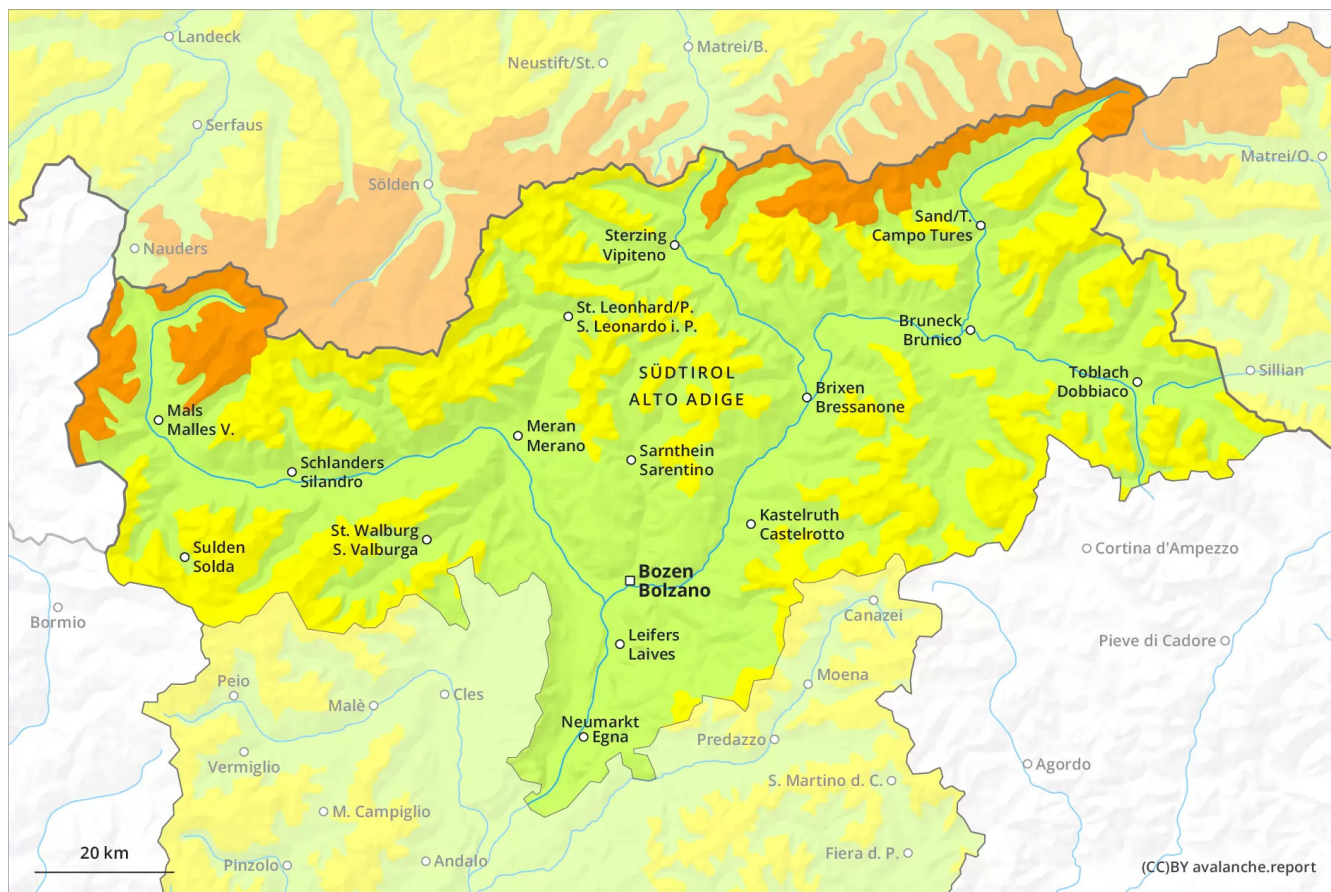 Landeck
Matrei/B.
Neustift/St.
Serfaus
Matrei/O.
Sölden
Sand/T.
Campo Tures
Nauders
Sterzing
Vipiteno
St. Leonhard/P.
S. Leonardo i. P.
Bruneck
Brunico
SÜDTIROL
ALTO ADIGE
Toblach
Dobbiaco
Sillian
Brixen
Bressanone
Mals
Malles V.
Meran
Merano
Schlanders
Silandro
Sarnthein
Sarentino
Kastelruth
Castelrotto
St. Walburg
S. Valburga
Sulden
Solda
Cortina d'Ampezzo
Bozen
Bolzano
Bormio
Canazei
Leifers
Laives
Pieve di Cadore
Peio
Moena
Malè
Cles
Neumarkt
Egna
Predazzo
Vermiglio
Agordo
S. Martino d. C.
M. Campiglio
20 km
Pinzolo
Andalo
Fiera d. P.
(CC)BY avalanche.report